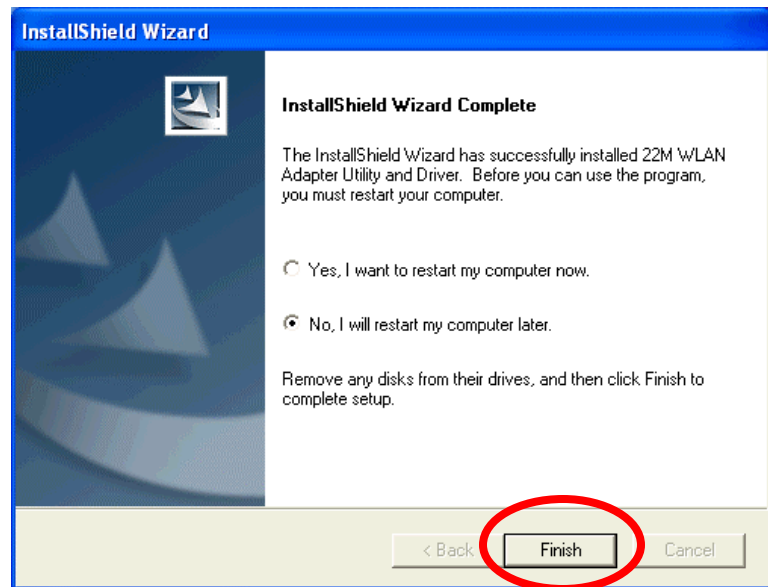 InstallShield Wizard
InstallShield Wizard Complete
The InstallShield Wizard has successfully installed 22M WLAN
Adapter Utility and Driver.  Before you can use the program,
you must restart your computer.
Yes, I want to restart my computer now.
No, I will restart my computer later.
Remove any disks from their drives, and then click Finish to
complete setup.
< Back
Finish
Cancel